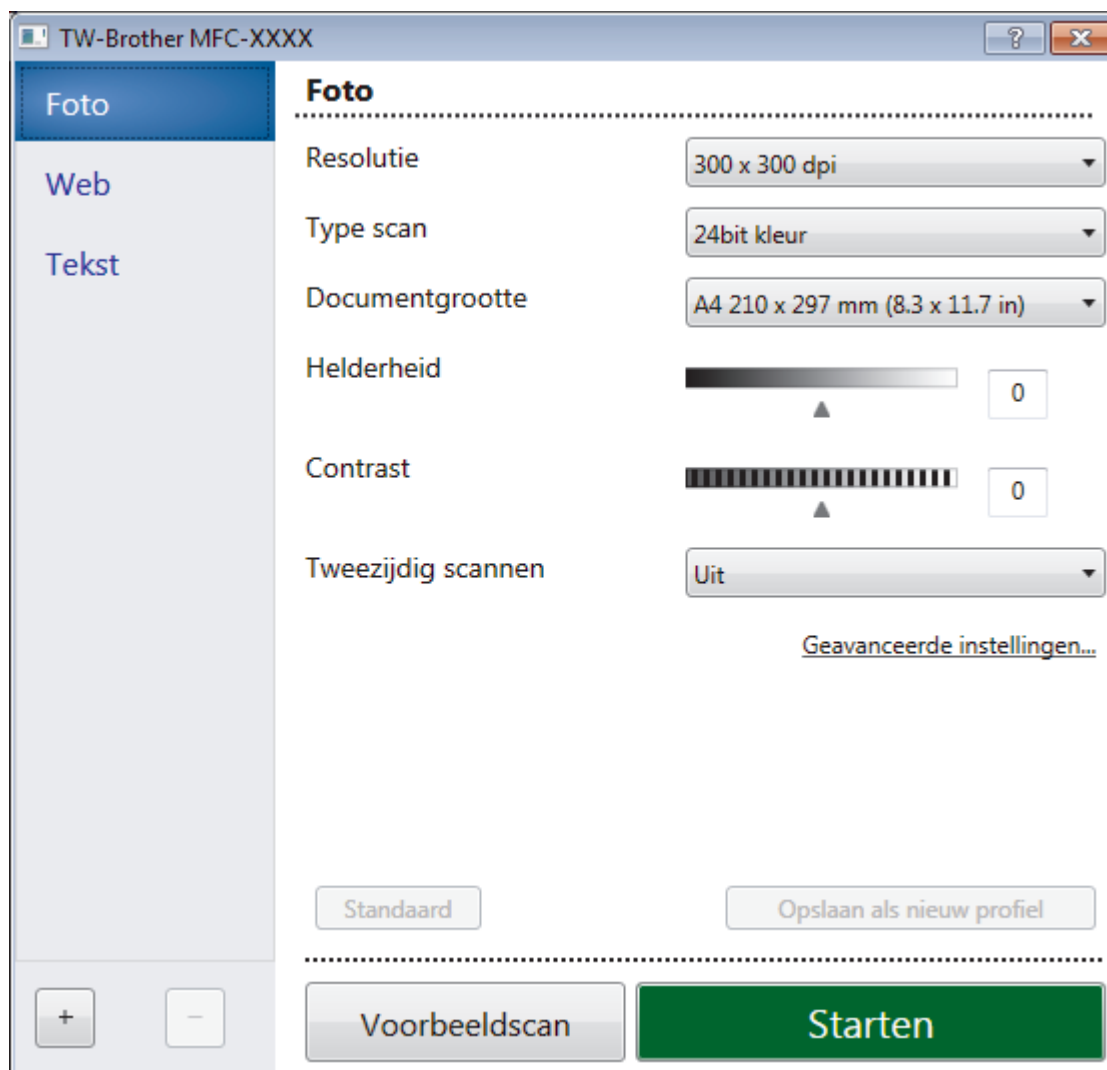 TW-Brother MFC-XXXX
?
Foto
Web
Tekst
+
−
Foto
Resolutie
300 x 300 dpi
Type scan
24bit kleur
Documentgrootte
A4 210 x 297 mm (8.3 x 11.7 in)
Helderheid
0
Contrast
0
Tweezijdig scannen
Uit
Geavanceerde instellingen...
Standaard
Opslaan als nieuw profiel
Voorbeeldscan
Starten